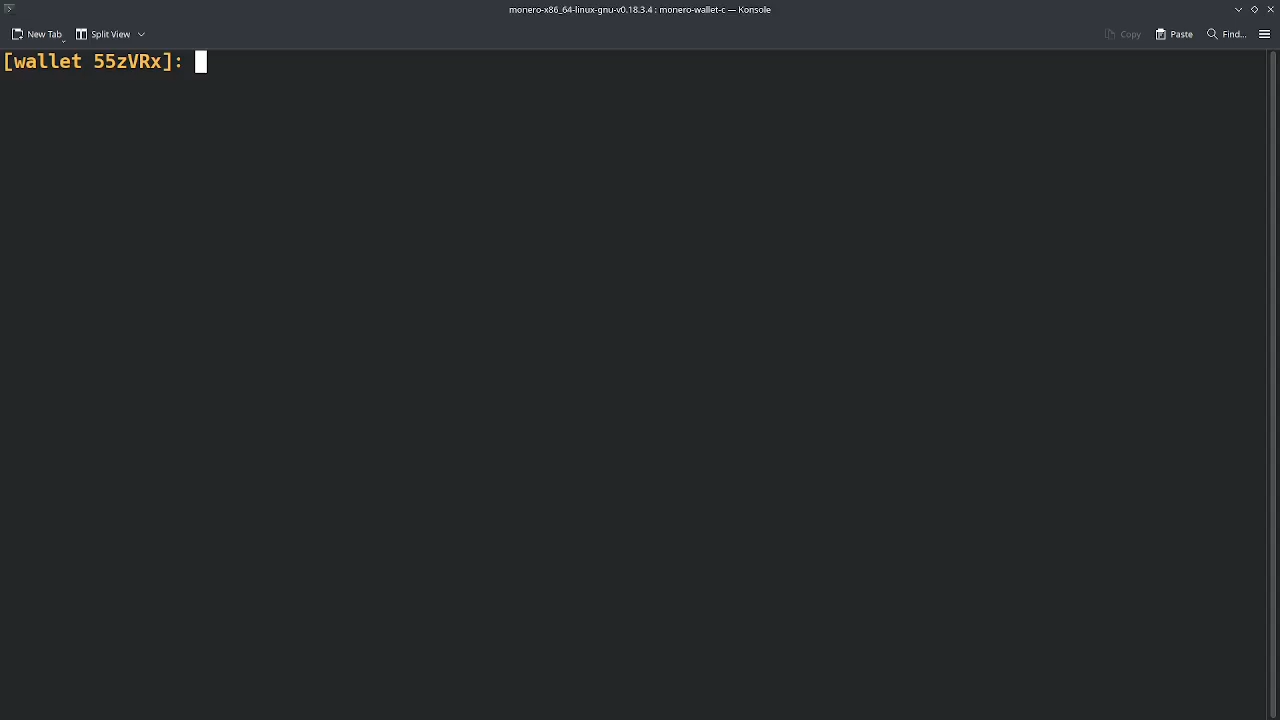 monero-x86_64-linux-gnu-v0.18.3.4 : monero-wallet-c — Konsole
New Tab Split View Copy Paste Find...
[wallet 55zVRx]: